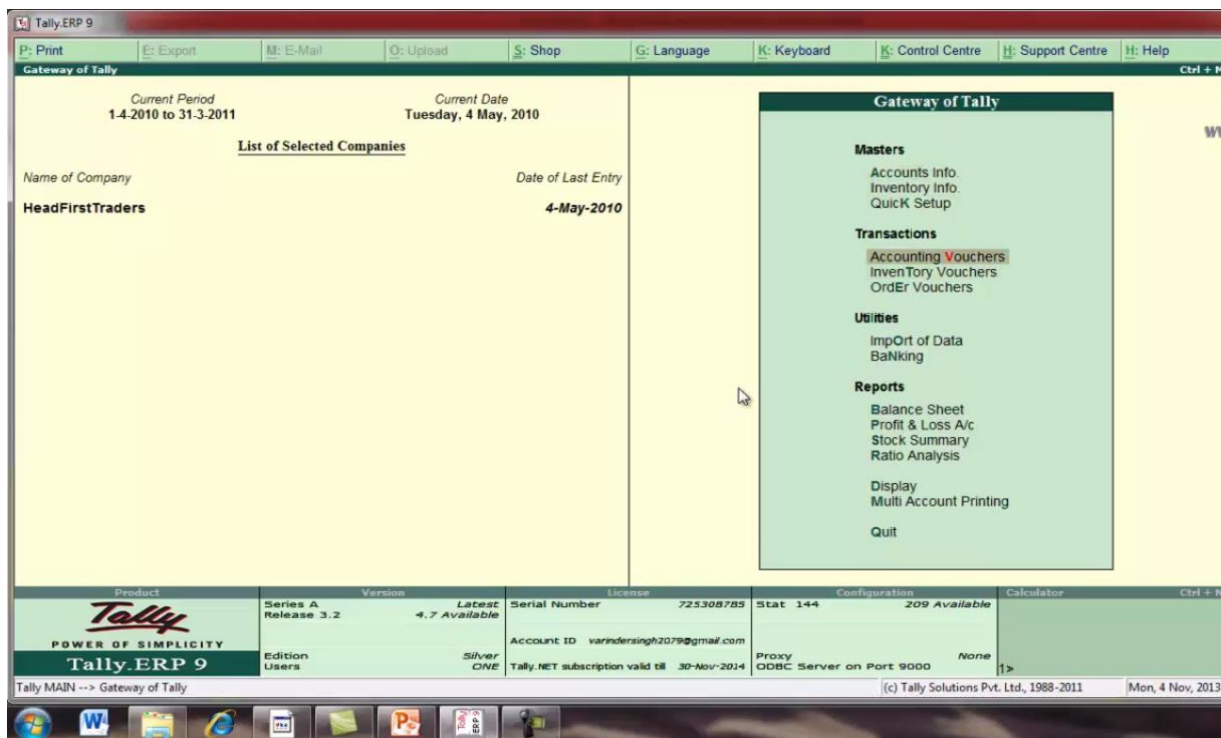 Tally.ERP 9
P: Print E: Export M: E-Mail O: Upload S: Shop G: Language K: Keyboard K: Control Centre H: Support Centre H: Help
Gateway of Tally Ctrl +
Current Period Current Date
1-4-2010 to 31-3-2011 Tuesday, 4 May, 2010
List of Selected Companies
Name of Company Date of Last Entry
HeadFirstTraders 4-May-2010
Gateway of Tally
Masters
Accounts Info.
Inventory Info.
QuicK Setup
Transactions
Accounting Vouchers
InvenTory Vouchers
OrdEr Vouchers
Utilities
ImpOrt of Data
BaNking
Reports
Balance Sheet
Profit & Loss A/c
Stock Summary
Ratio Analysis
Display
Multi Account Printing
Quit
Product Version License Configuration Calculator Ctrl +
Tally
POWER OF SIMPLICITY
Tally.ERP 9
Series A Latest
Release 3.2 4.7 Available
Edition Silver
Users ONE
Serial Number 725308785
Account ID varindersingh2079@gmail.com
Tally.NET subscription valid till 30-Nov-2014
Stat 144 209 Available
Proxy None
ODBC Server on Port 9000
1>
Tally MAIN --> Gateway of Tally (c) Tally Solutions Pvt. Ltd., 1988-2011 Mon, 4 Nov, 2013